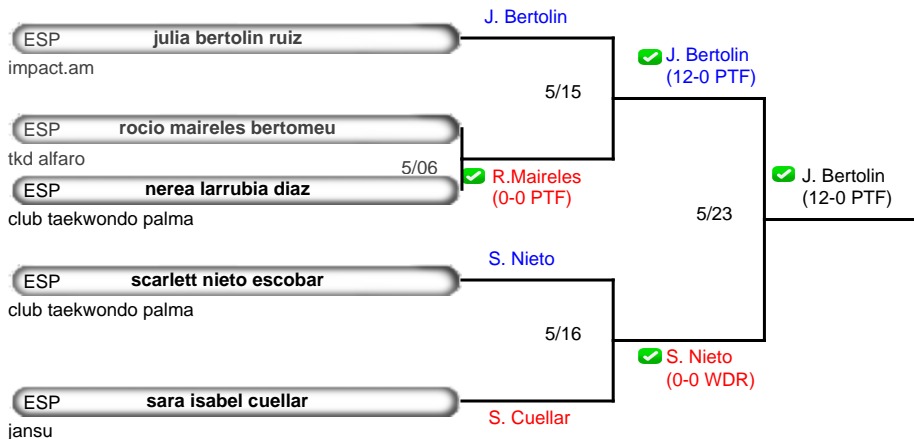 J. Bertolin
ESP julia bertolin ruiz
impact.am
J. Bertolin
(12-0 PTF)
5/15
ESP rocio maireles bertomeu
tkd alfaro
5/06
R.Maireles
(0-0 PTF)
ESP nerea larrubia diaz
club taekwondo palma
J. Bertolin
(12-0 PTF)
5/23
S. Nieto
ESP scarlett nieto escobar
club taekwondo palma
5/16
S. Nieto
(0-0 WDR)
ESP sara isabel cuellar
S. Cuellar
jansu